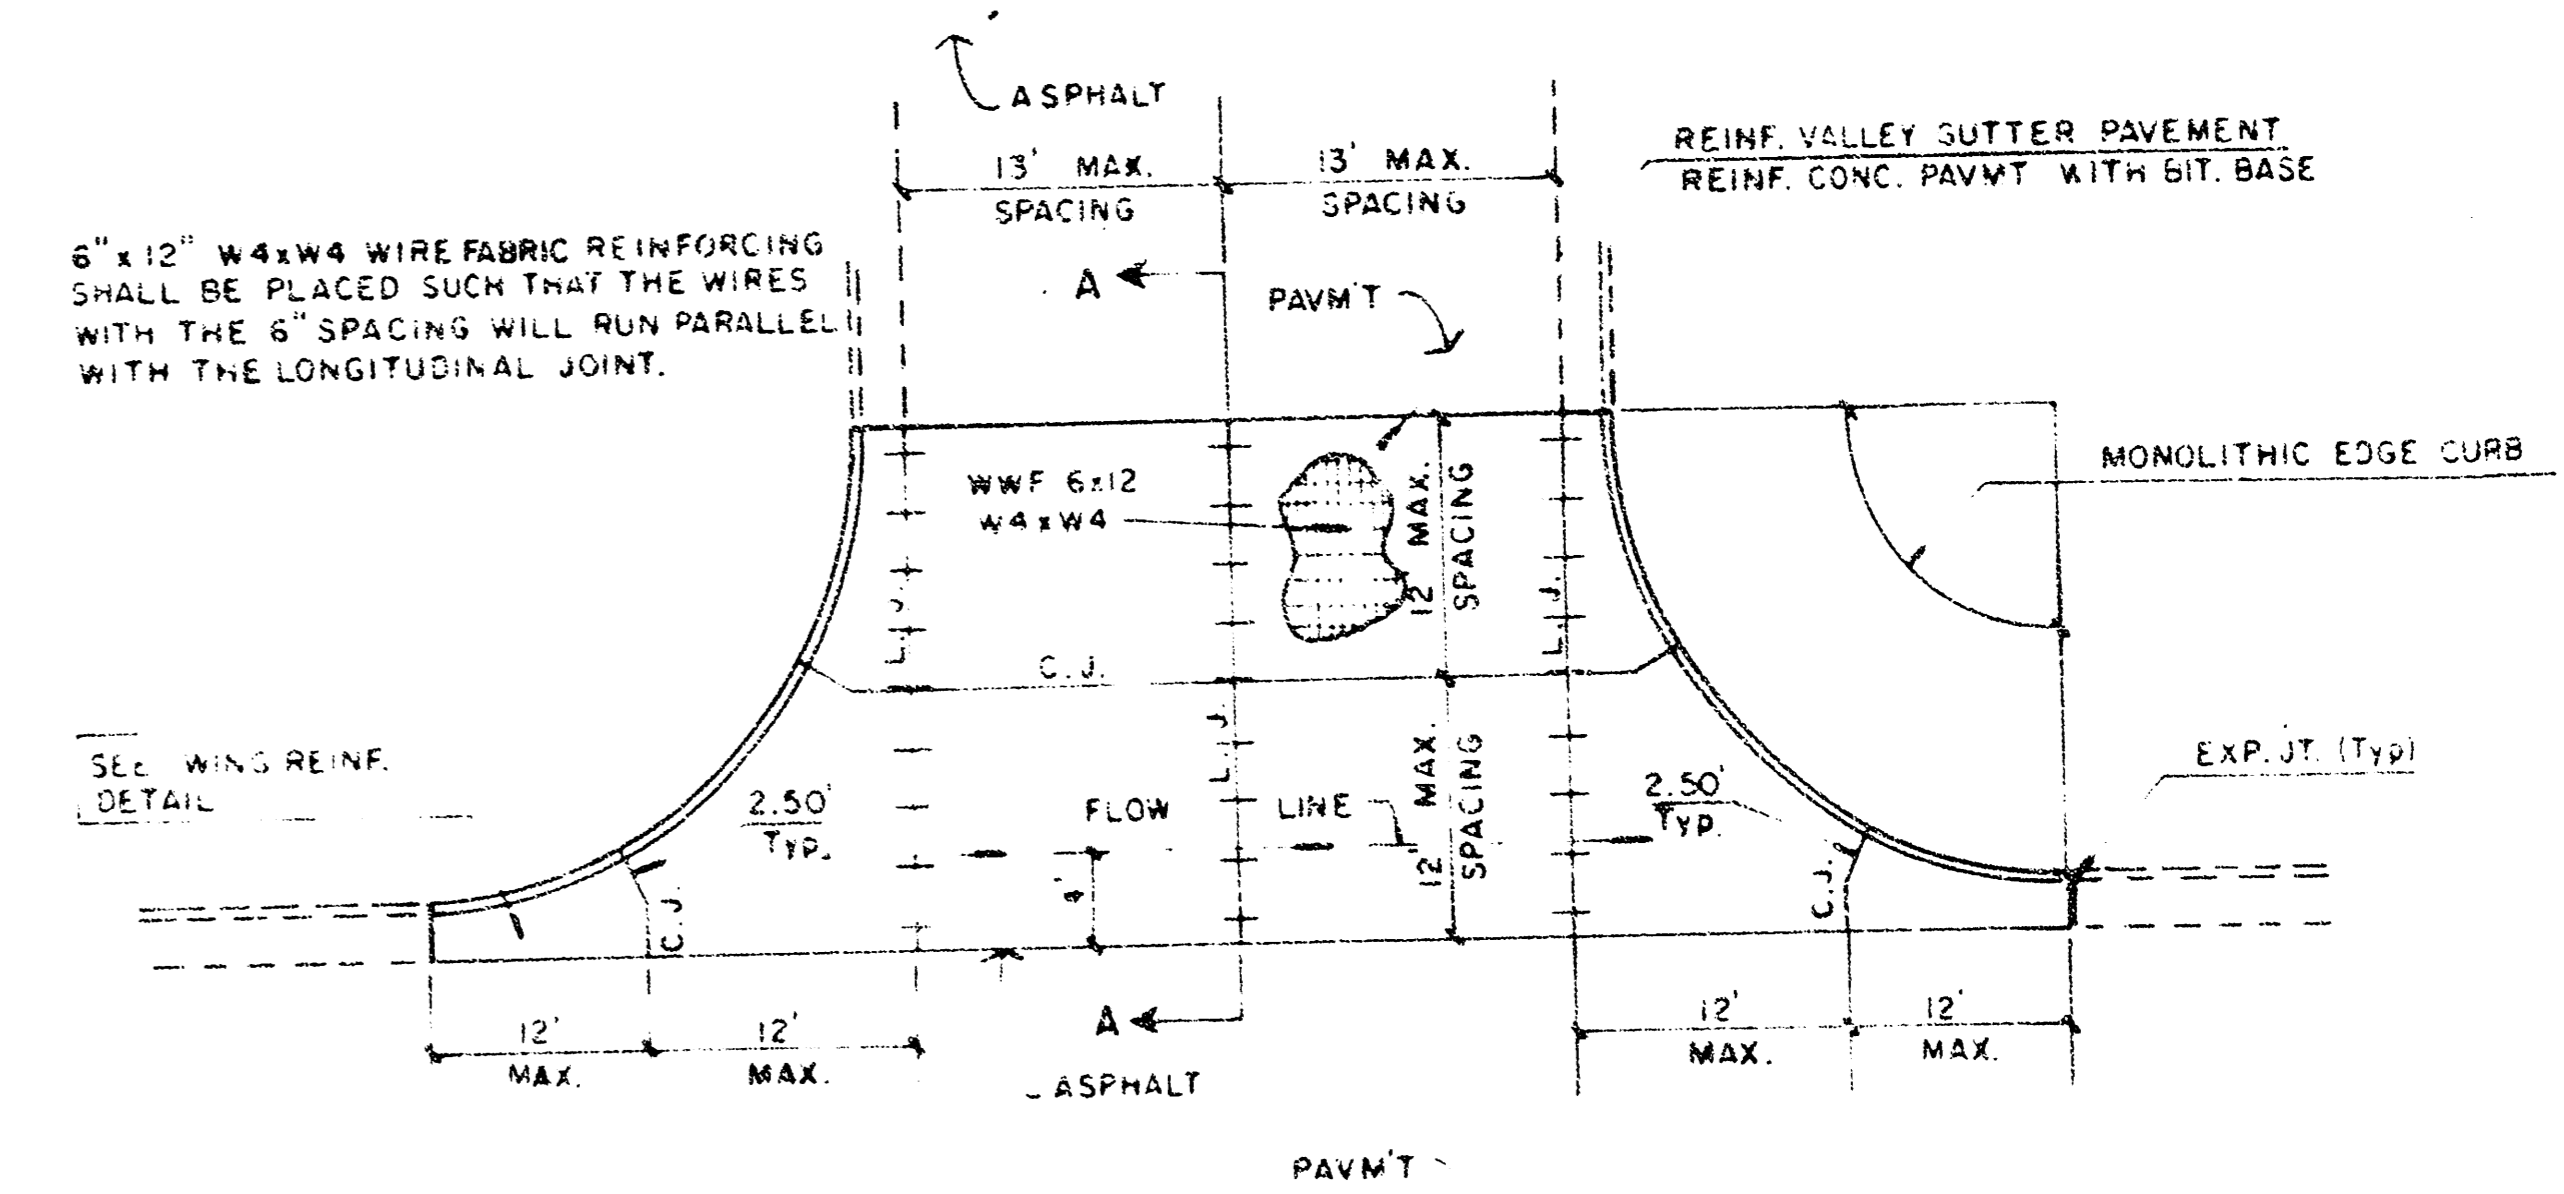 ASPHALT
13' MAX.
SPACING
13' MAX.
SPACING
REINF. VALLEY GUTTER PAVEMENT
REINF. CONC. PAVMT WITH BIT. BASE
6"x12" W4xW4 WIRE FABRIC REINFORCING
SHALL BE PLACED SUCH THAT THE WIRES
WITH THE 6" SPACING WILL RUN PARALLEL
WITH THE LONGITUDINAL JOINT.
A
PAVM'T
MONOLITHIC EDGE CURB
WWF 6x12
W4xW4
12' MAX.
SPACING
L.J.
L.J.
C.J.
L.J.
SEE WING REINF.
DETAIL
2.50'
TYP.
FLOW LINE
12' MAX.
SPACING
2.50'
TYP.
EXP. JT. (Typ)
4'
C.J.
C.J.
12'
MAX.
12'
MAX.
A
12'
MAX.
12'
MAX.
ASPHALT
PAVM'T